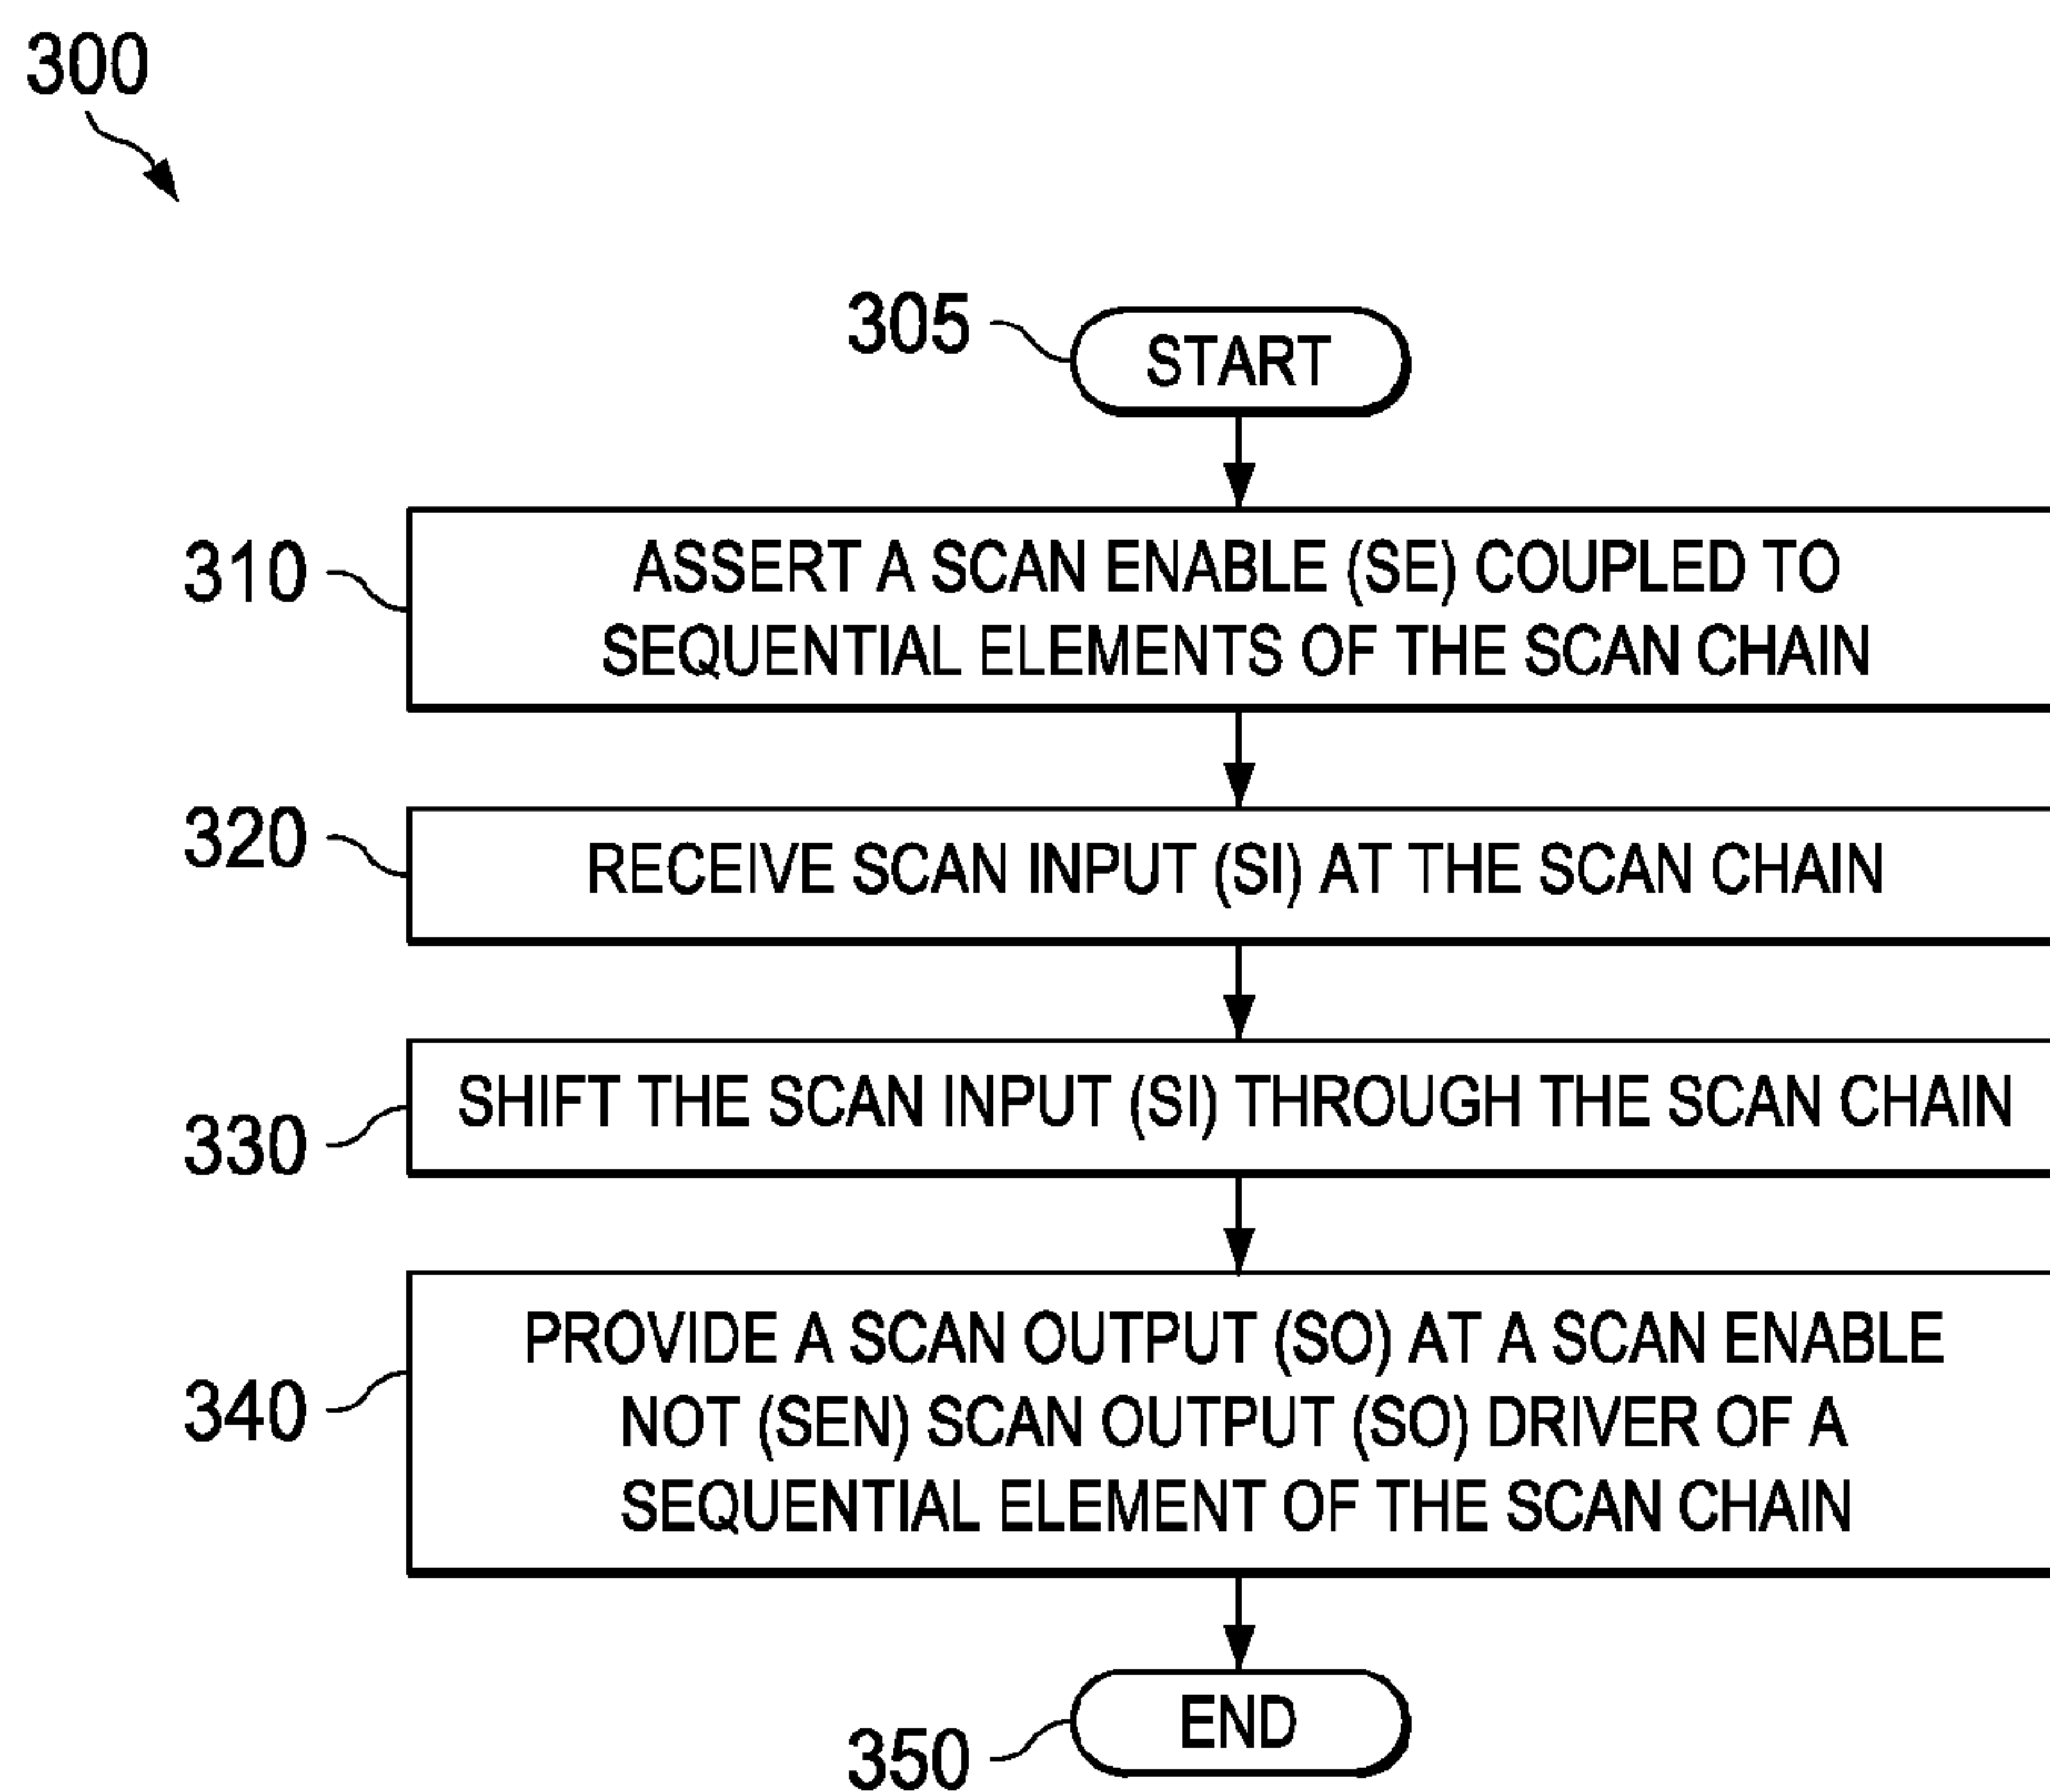 300
305
START
310
ASSERT A SCAN ENABLE (SE) COUPLED TO
SEQUENTIAL ELEMENTS OF THE SCAN CHAIN
320
RECEIVE SCAN INPUT (SI) AT THE SCAN CHAIN
330
SHIFT THE SCAN INPUT (SI) THROUGH THE SCAN CHAIN
340
PROVIDE A SCAN OUTPUT (SO) AT A SCAN ENABLE
NOT (SEN) SCAN OUTPUT (SO) DRIVER OF A
SEQUENTIAL ELEMENT OF THE SCAN CHAIN
350
END